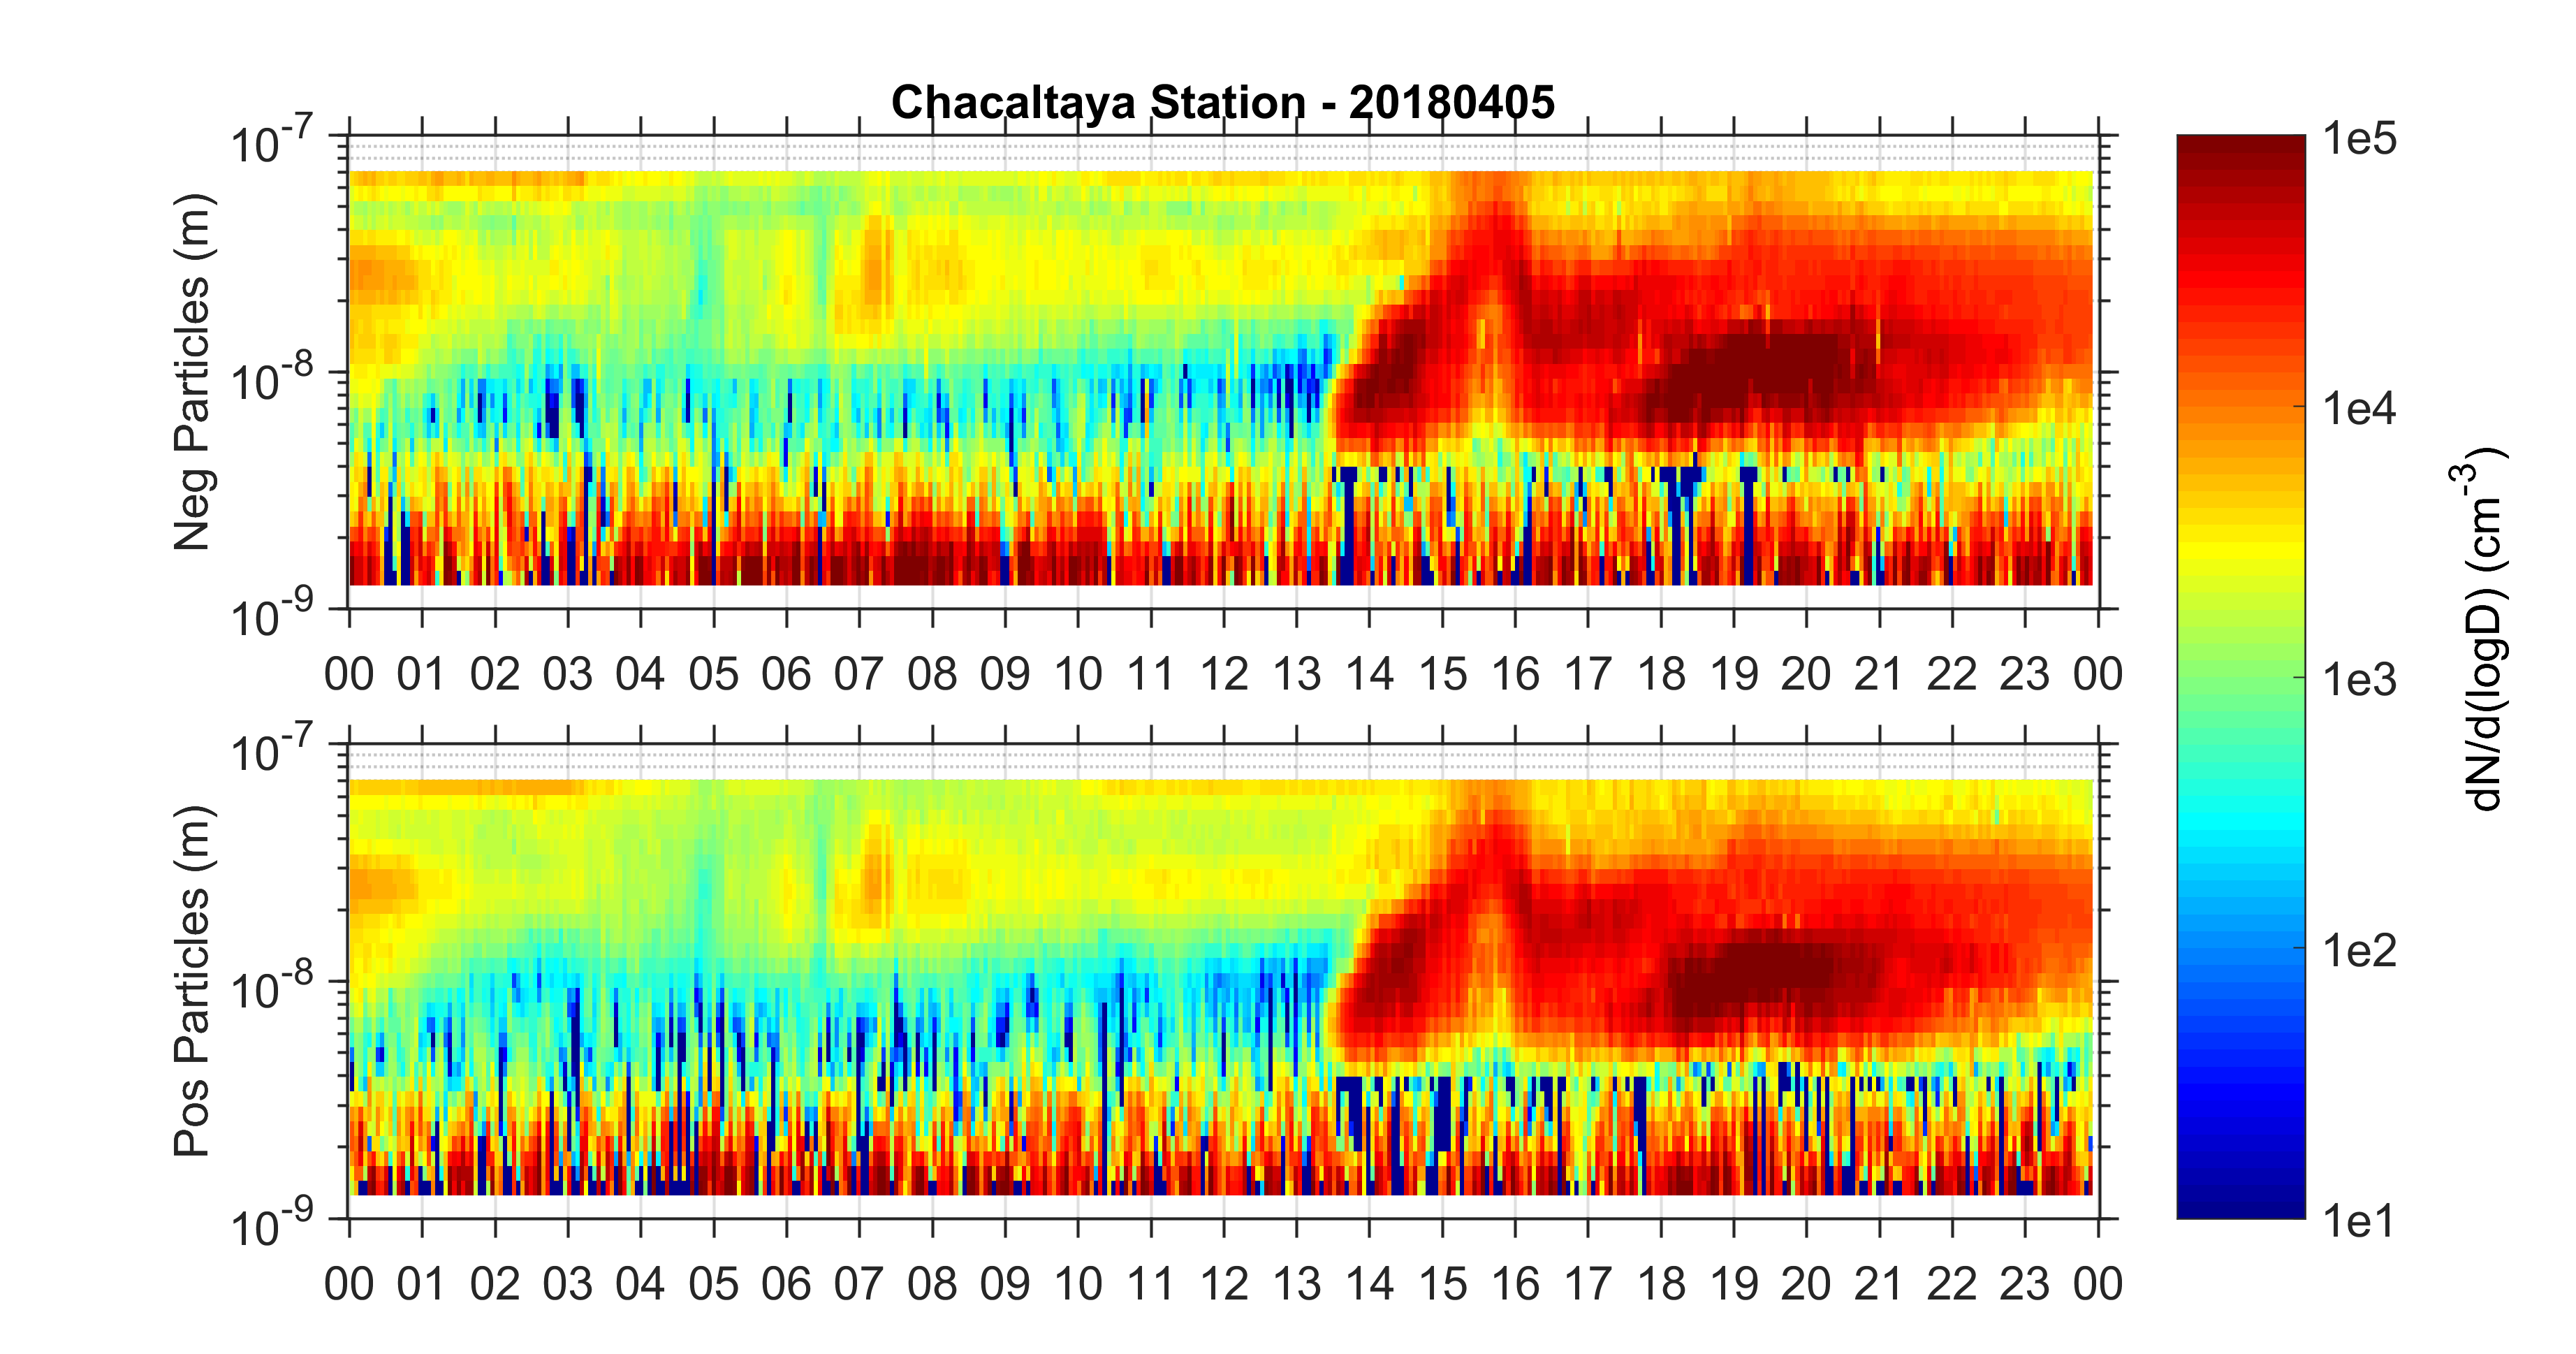 Chacaltaya Station - 20180405
Neg Particles (m)
10-7
10-8
10-9
00 01 02 03 04 05 06 07 08 09 10 11 12 13 14 15 16 17 18 19 20 21 22 23 00
Pos Particles (m)
10-7
10-8
10-9
00 01 02 03 04 05 06 07 08 09 10 11 12 13 14 15 16 17 18 19 20 21 22 23 00
1e5
1e4
1e3
1e2
1e1
dN/d(logD) (cm-3)